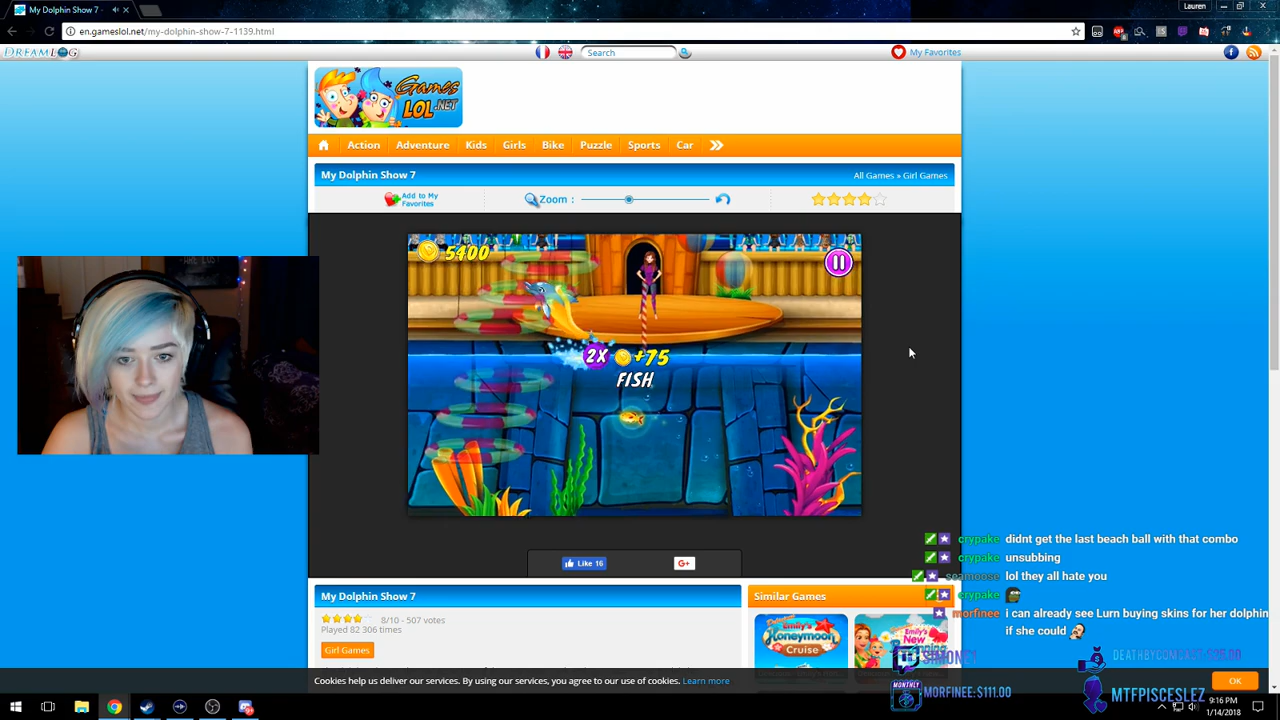 My Dolphin Show 7 -
Lauren
en.gameslol.net/my-dolphin-show-7-1139.html
DREAMLOG
Search
My Favorites
Games
LOL.NET
Action Adventure Kids Girls Bike Puzzle Sports Car
My Dolphin Show 7
All Games » Girl Games
Add to My
Favorites
Zoom :
5400
2X +75
FISH
crypake didnt get the last beach ball with that combo
crypake unsubbing
seamoose lol they all hate you
crypake
morfinee i can already see Lurn buying skins for her dolphin
if she could
Like 16
G+
My Dolphin Show 7
8/10 - 507 votes
Played 82 306 times
Girl Games
Similar Games
Emily's
Honeymoon
Cruise
Emily's
New
Cookies help us deliver our services. By using our services, you agree to our use of cookies. Learn more
OK
MONTHLY
MORFINEE: $111.00
MTFPISCESLEZ
9:16 PM
1/14/2018